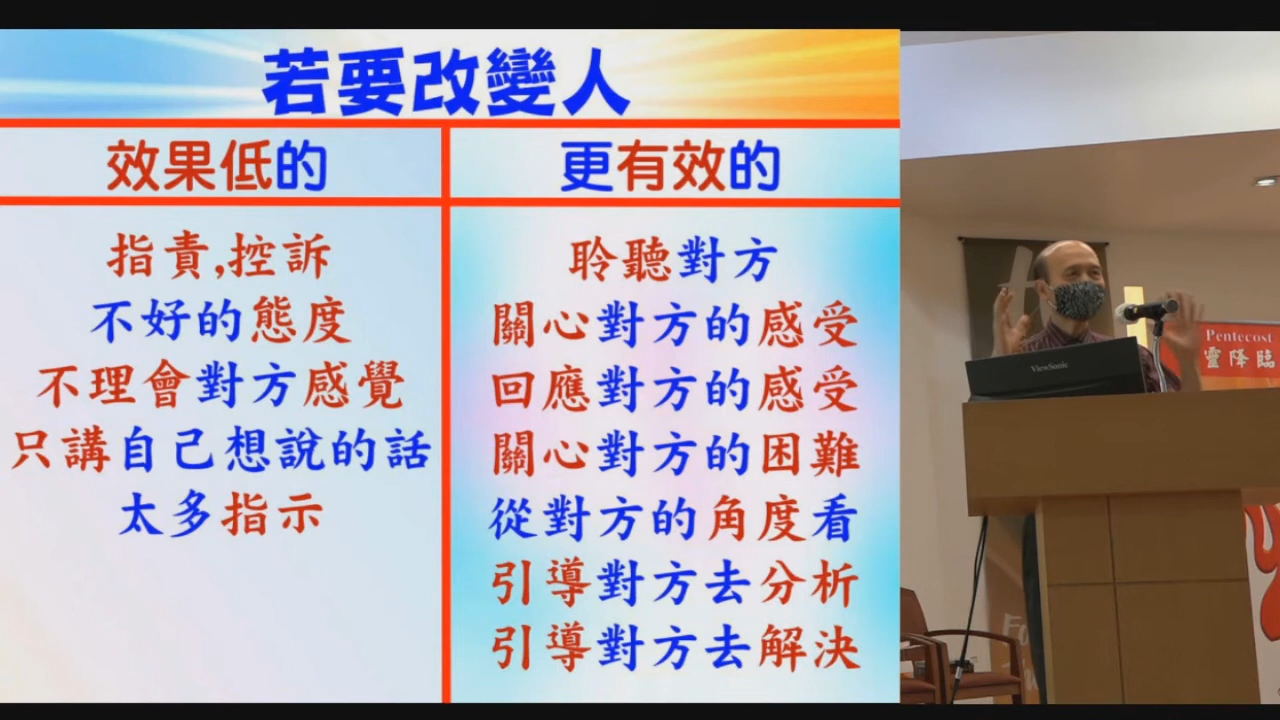 若要改變人
效果低的
指責,控訴
不好的態度
不理會對方感覺
只講自己想說的話
太多指示
更有效的
聆聽對方
關心對方的感受
回應對方的感受
關心對方的困難
從對方的角度看
引導對方去分析
引導對方去解決
ViewSonic
Pentecost
靈降臨